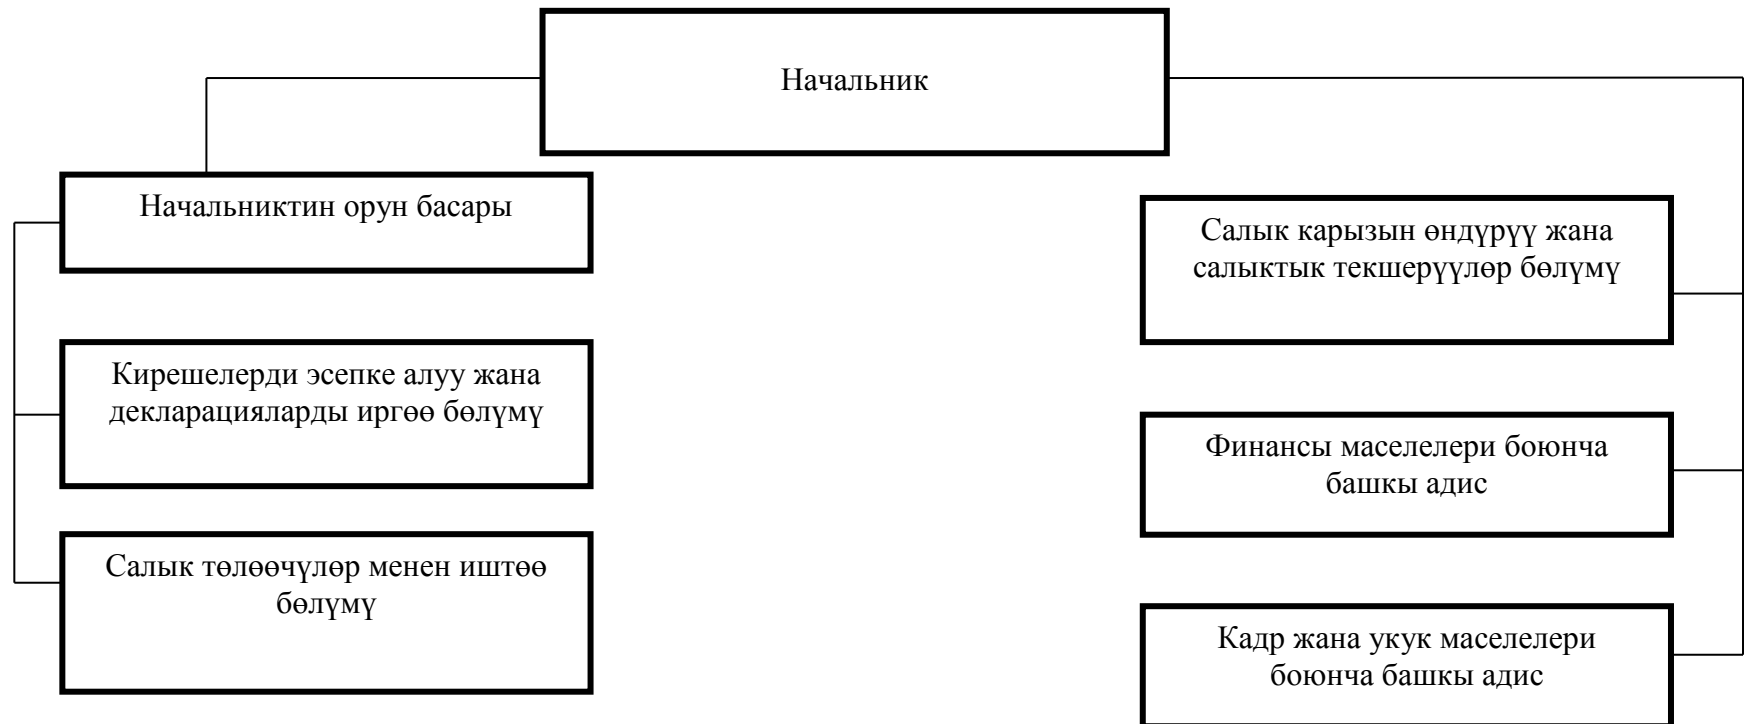 Начальник
Начальниктин орун басары
Кирешелерди эсепке алуу жана
декларацияларды иргөө бөлүмү
Салык төлөөчүлөр менен иштөө
бөлүмү
Салык карызын өндүрүү жана
салыктык текшерүүлөр бөлүмү
Финансы маселелери боюнча
башкы адис
Кадр жана укук маселелери
боюнча башкы адис